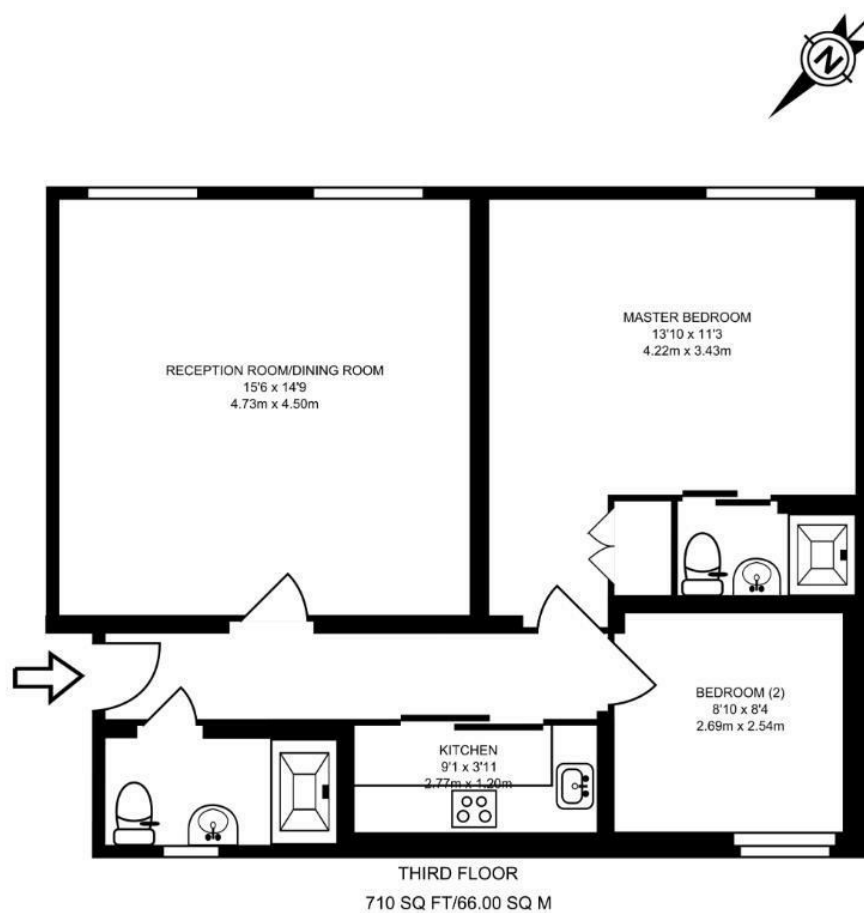 N
RECEPTION ROOM/DINING ROOM
15'6 x 14'9
4.73m x 4.50m
MASTER BEDROOM
13'10 x 11'3
4.22m x 3.43m
BEDROOM (2)
8'10 x 8'4
2.69m x 2.54m
KITCHEN
9'1 x 3'11
2.77m x 1.20m
THIRD FLOOR
710 SQ FT/66.00 SQ M